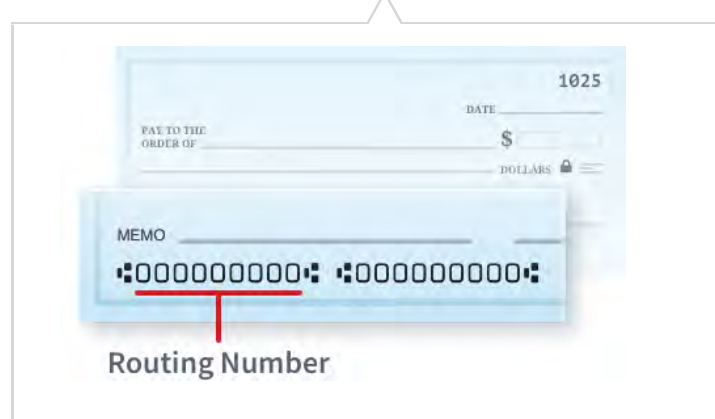 1025
DATE
PAY TO THE
ORDER OF
$
DOLLARS
MEMO
⑆000000000⑆ ⑆000000000⑆
Routing Number